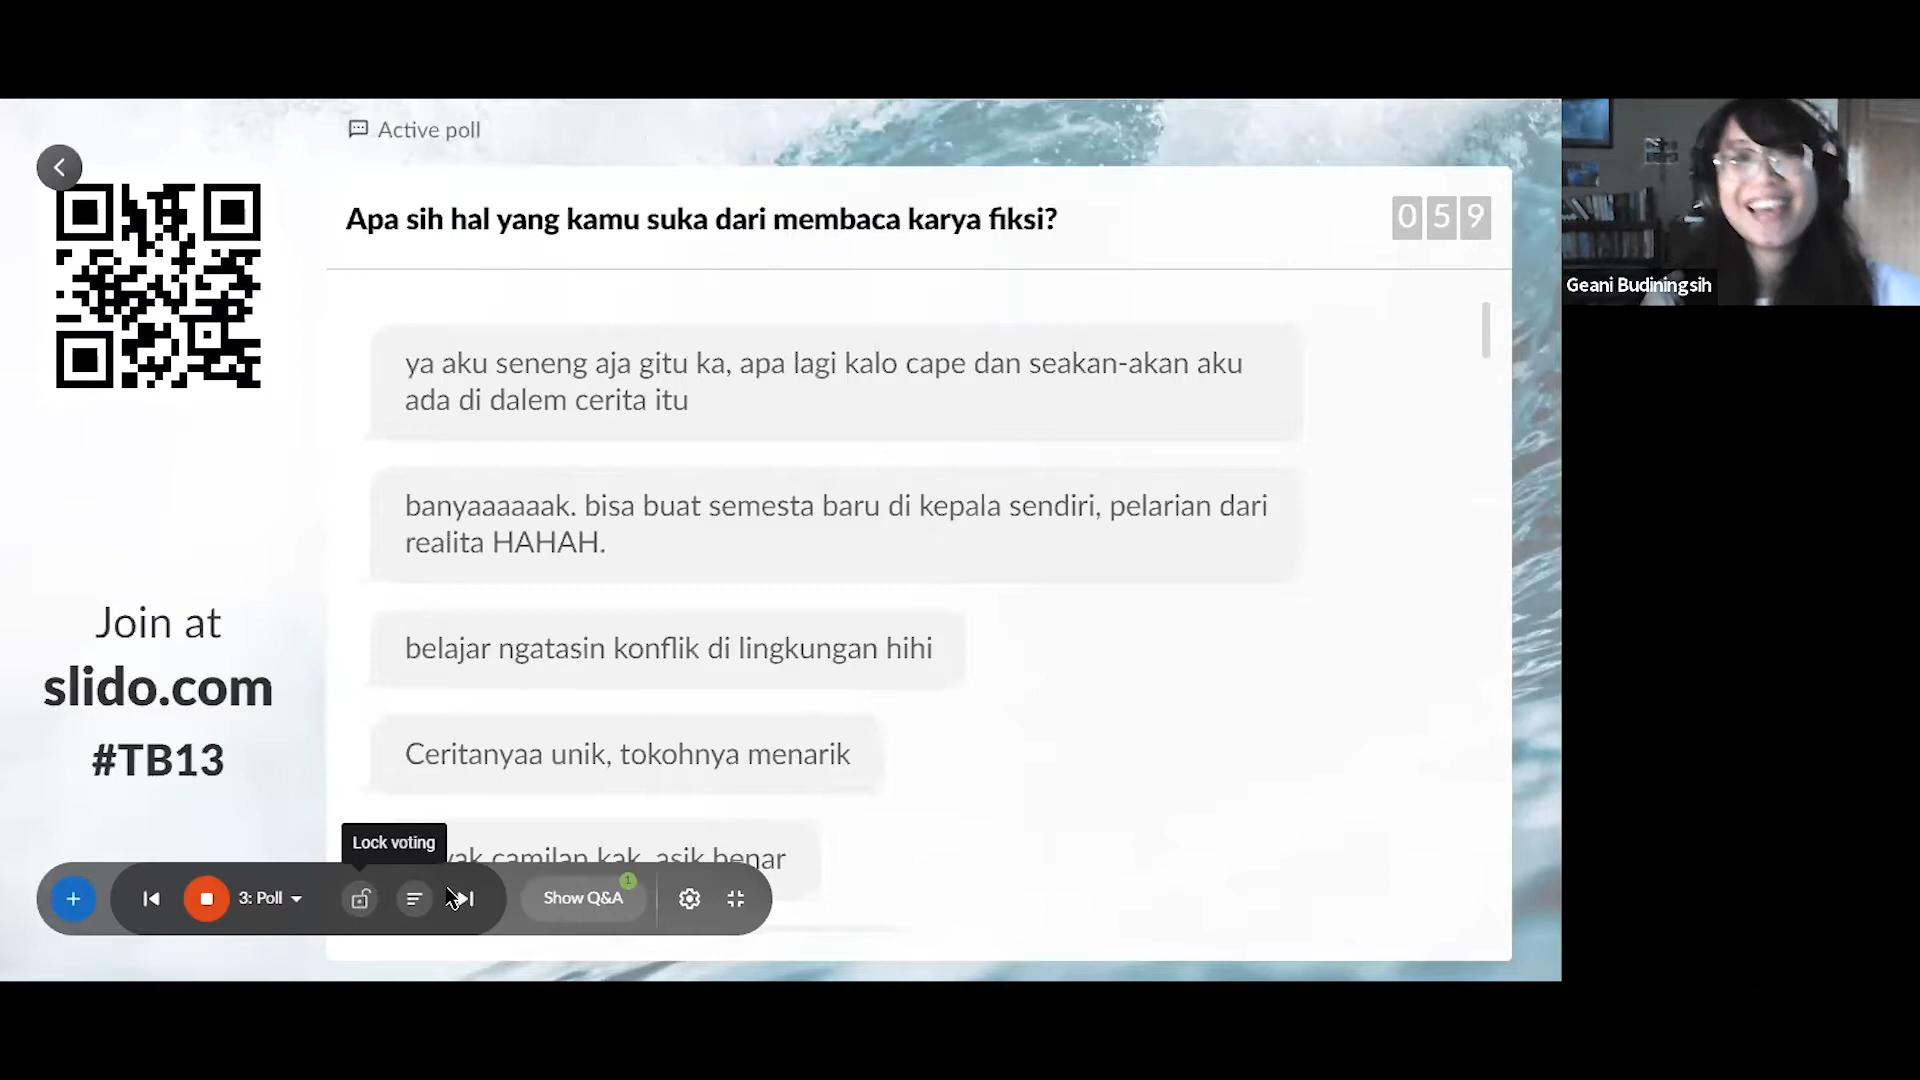 Active poll
Apa sih hal yang kamu suka dari membaca karya fiksi?
059
ya aku seneng aja gitu ka, apa lagi kalo cape dan seakan-akan aku
ada di dalem cerita itu
banyaaaaaak. bisa buat semesta baru di kepala sendiri, pelarian dari
realita HAHAH.
belajar ngatasin konflik di lingkungan hihi
Ceritanyaa unik, tokohnya menarik
camilan kak, asik benar
Join at
slido.com
#TB13
Lock voting
3: Poll
Show Q&A
1
Geani Budiningsih